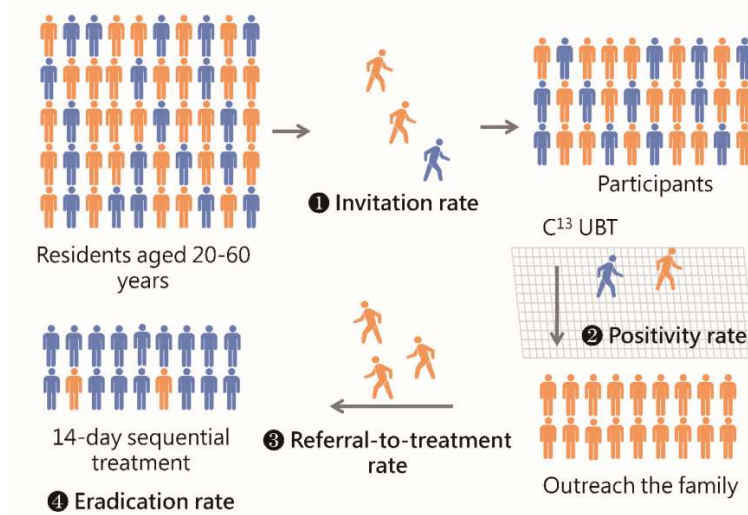 ❶ Invitation rate
Participants
Residents aged 20-60
years
C¹³ UBT
❷ Positivity rate
14-day sequential
treatment
❸ Referral-to-treatment
rate
Outreach the family
❹ Eradication rate